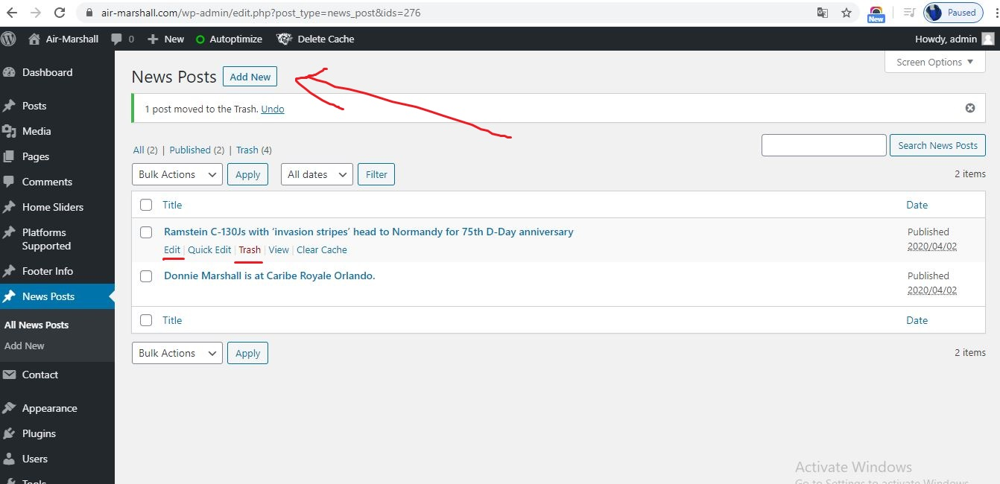 air-marshall.com/wp-admin/edit.php?post_type=news_post&ids=276
New
Paused
Air-Marshall
0
New
Autoptimize
Delete Cache
Howdy, admin
Dashboard
Posts
Media
Pages
Comments
Home Sliders
Platforms
Supported
Footer Info
News Posts
All News Posts
Add New
Contact
Appearance
Plugins
Users
Tools
Screen Options
News Posts
Add New
1 post moved to the Trash. Undo
All (2) | Published (2) | Trash (4)
Search News Posts
Bulk Actions
Apply
All dates
Filter
2 items
Title
Date
Ramstein C-130Js with ‘invasion stripes’ head to Normandy for 75th D-Day anniversary
Edit | Quick Edit | Trash | View | Clear Cache
Published
2020/04/02
Donnie Marshall is at Caribe Royale Orlando.
Published
2020/04/02
Title
Date
Bulk Actions
Apply
2 items
Activate Windows
Go to Settings to activate Windows.